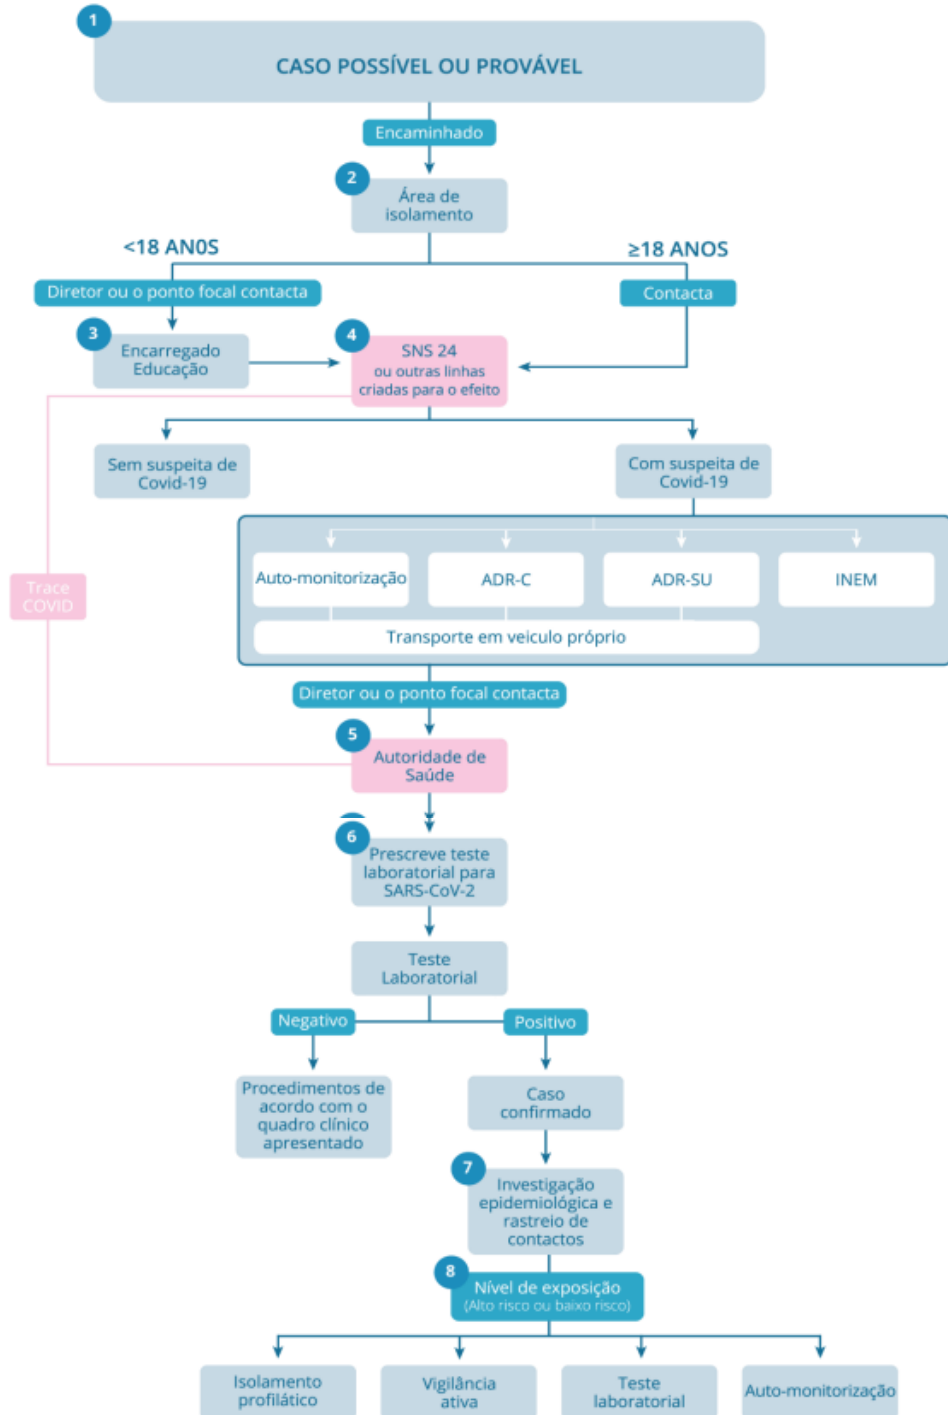 1
CASO POSSÍVEL OU PROVÁVEL
Encaminhado
2
Área de
isolamento
<18 AN0S
≥18 ANOS
Diretor ou o ponto focal contacta
Contacta
3
Encarregado
Educação
4
SNS 24
ou outras linhas
criadas para o efeito
Sem suspeita de
Covid-19
Com suspeita de
Covid-19
Trace
COVID
Auto-monitorização
ADR-C
ADR-SU
INEM
Transporte em veiculo próprio
Diretor ou o ponto focal contacta
5
Autoridade de
Saúde
6
Prescreve teste
laboratorial para
SARS-CoV-2
Teste
Laboratorial
Negativo
Positivo
Procedimentos de
acordo com o
quadro clínico
apresentado
Caso
confirmado
7
Investigação
epidemiológica e
rastreio de
contactos
8
Nível de exposição
(Alto risco ou baixo risco)
Isolamento
profilático
Vigilância
ativa
Teste
laboratorial
Auto-monitorização